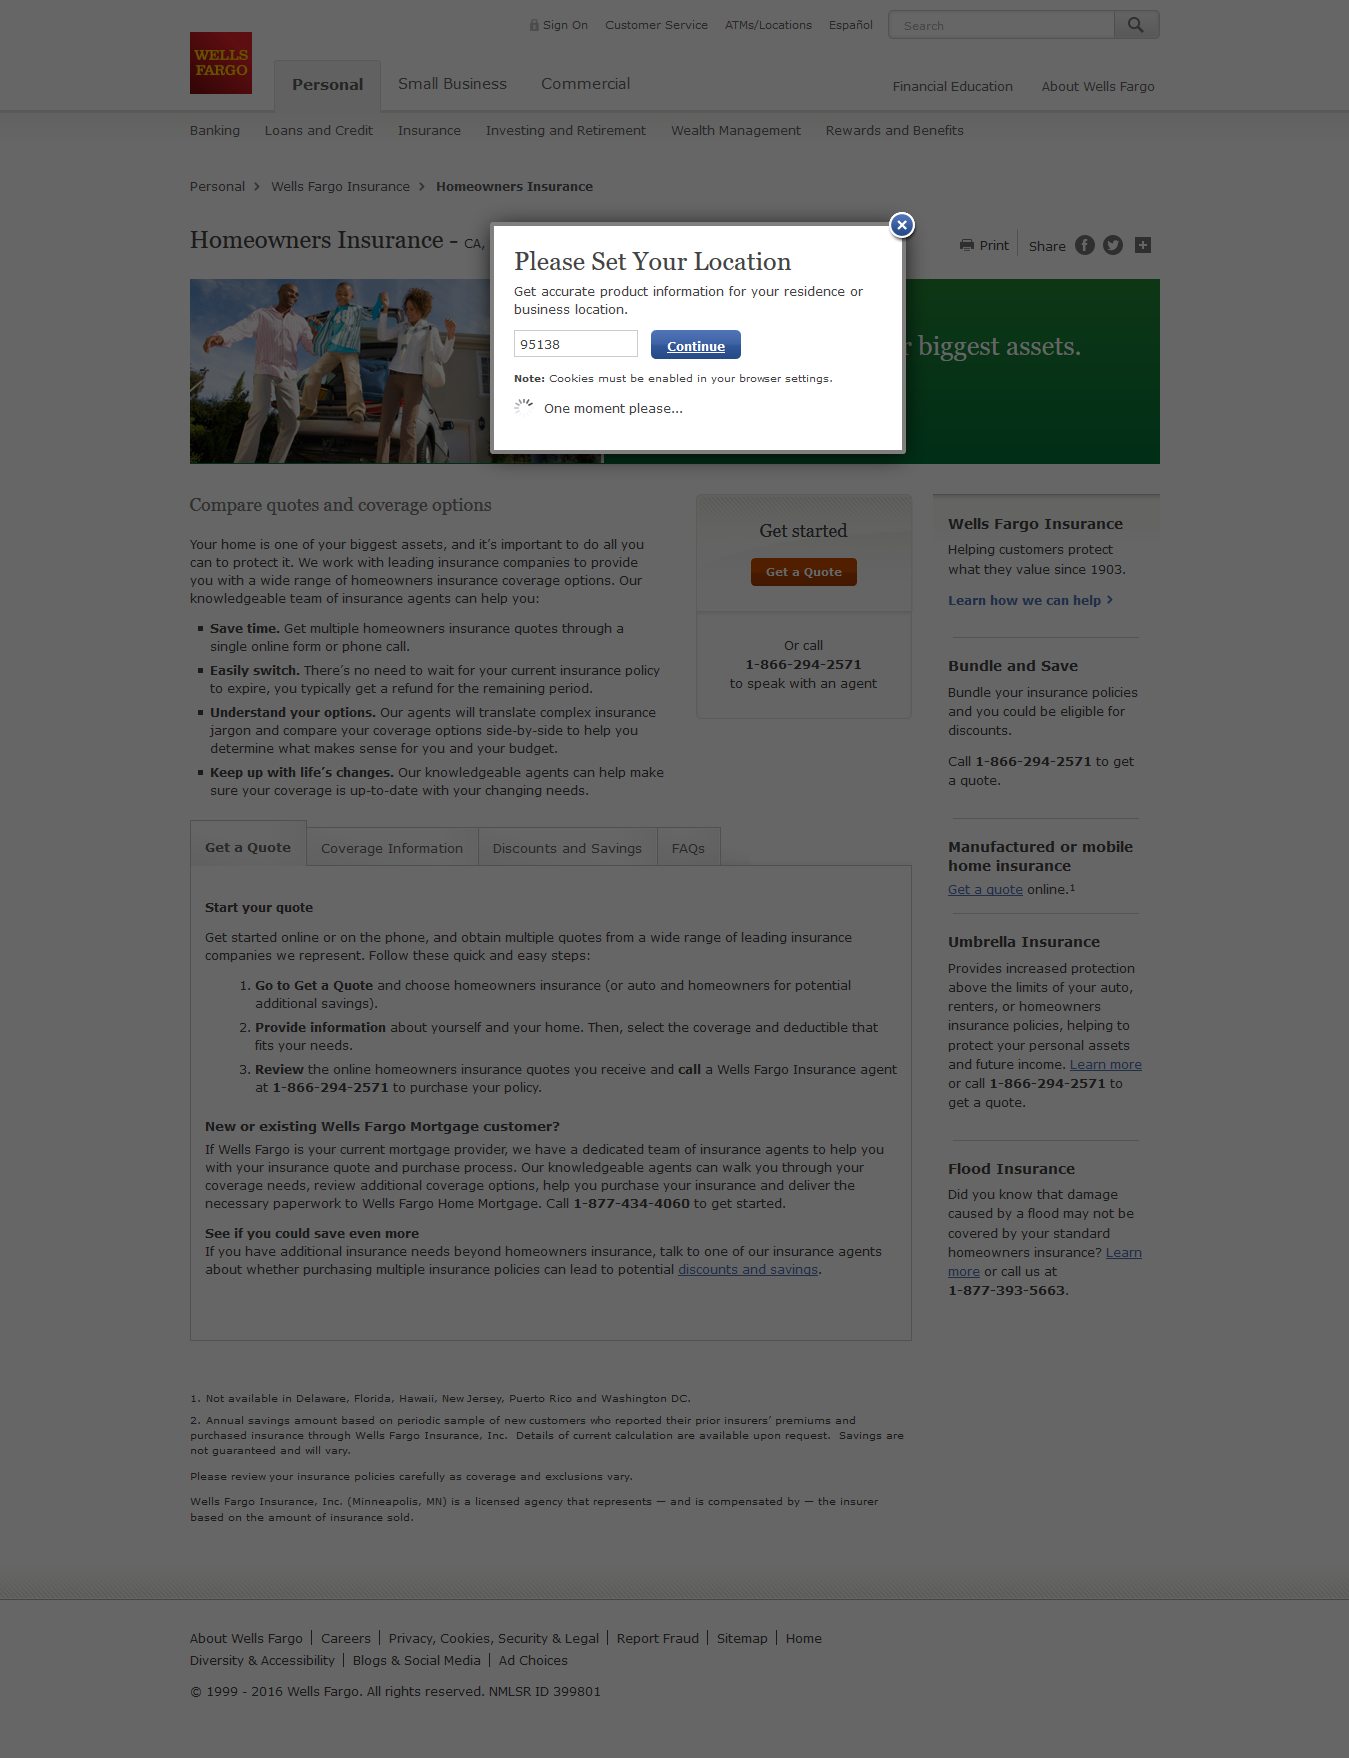 Sign On Customer Service ATMs/Locations Español Search
WELLS
FARGO
Personal Small Business Commercial
Financial Education About Wells Fargo
Banking Loans and Credit Insurance Investing and Retirement Wealth Management Rewards and Benefits
Personal > Wells Fargo Insurance > Homeowners Insurance
Homeowners Insurance - CA,
Print Share
Please Set Your Location
Get accurate product information for your residence or
business location.
95138 Continue
Note: Cookies must be enabled in your browser settings.
One moment please...
biggest assets.
Compare quotes and coverage options
Your home is one of your biggest assets, and it's important to do all you
can to protect it. We work with leading insurance companies to provide
you with a wide range of homeowners insurance coverage options. Our
knowledgeable team of insurance agents can help you:
Save time. Get multiple homeowners insurance quotes through a
single online form or phone call.
Easily switch. There's no need to wait for your current insurance policy
to expire, you typically get a refund for the remaining period.
Understand your options. Our agents will translate complex insurance
jargon and compare your coverage options side-by-side to help you
determine what makes sense for you and your budget.
Keep up with life's changes. Our knowledgeable agents can help make
sure your coverage is up-to-date with your changing needs.
Get started
Get a Quote
Or call
1-866-294-2571
to speak with an agent
Get a Quote Coverage Information Discounts and Savings FAQs
Start your quote
Get started online or on the phone, and obtain multiple quotes from a wide range of leading insurance
companies we represent. Follow these quick and easy steps:
1. Go to Get a Quote and choose homeowners insurance (or auto and homeowners for potential
additional savings).
2. Provide information about yourself and your home. Then, select the coverage and deductible that
fits your needs.
3. Review the online homeowners insurance quotes you receive and call a Wells Fargo Insurance agent
at 1-866-294-2571 to purchase your policy.
New or existing Wells Fargo Mortgage customer?
If Wells Fargo is your current mortgage provider, we have a dedicated team of insurance agents to help you
with your insurance quote and purchase process. Our knowledgeable agents can walk you through your
coverage needs, review additional coverage options, help you purchase your insurance and deliver the
necessary paperwork to Wells Fargo Home Mortgage. Call 1-877-434-4060 to get started.
See if you could save even more
If you have additional insurance needs beyond homeowners insurance, talk to one of our insurance agents
about whether purchasing multiple insurance policies can lead to potential discounts and savings.
Wells Fargo Insurance
Helping customers protect
what they value since 1903.
Learn how we can help >
Bundle and Save
Bundle your insurance policies
and you could be eligible for
discounts.
Call 1-866-294-2571 to get
a quote.
Manufactured or mobile
home insurance
Get a quote online.¹
Umbrella Insurance
Provides increased protection
above the limits of your auto,
renters, or homeowners
insurance policies, helping to
protect your personal assets
and future income. Learn more
or call 1-866-294-2571 to
get a quote.
Flood Insurance
Did you know that damage
caused by a flood may not be
covered by your standard
homeowners insurance? Learn
more or call us at
1-877-393-5663.
1. Not available in Delaware, Florida, Hawaii, New Jersey, Puerto Rico and Washington DC.
2. Annual savings amount based on periodic sample of new customers who reported their prior insurers' premiums and
purchased insurance through Wells Fargo Insurance, Inc. Details of current calculation are available upon request. Savings are
not guaranteed and will vary.
Please review your insurance policies carefully as coverage and exclusions vary.
Wells Fargo Insurance, Inc. (Minneapolis, MN) is a licensed agency that represents — and is compensated by — the insurer
based on the amount of insurance sold.
About Wells Fargo | Careers | Privacy, Cookies, Security & Legal | Report Fraud | Sitemap | Home
Diversity & Accessibility | Blogs & Social Media | Ad Choices
© 1999 - 2016 Wells Fargo. All rights reserved. NMLSR ID 399801